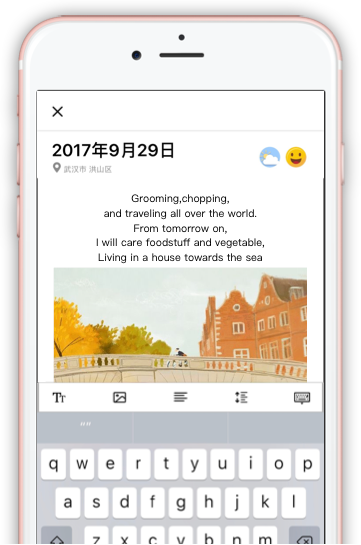 2017年9月29日
武汉市 洪山区
Grooming,chopping,
and traveling all over the world.
From tomorrow on,
I will care foodstuff and vegetable,
Living in a house towards the sea
TT
“”
q w e r t y u i o p
a s d f g h j k l
z x c v b n m